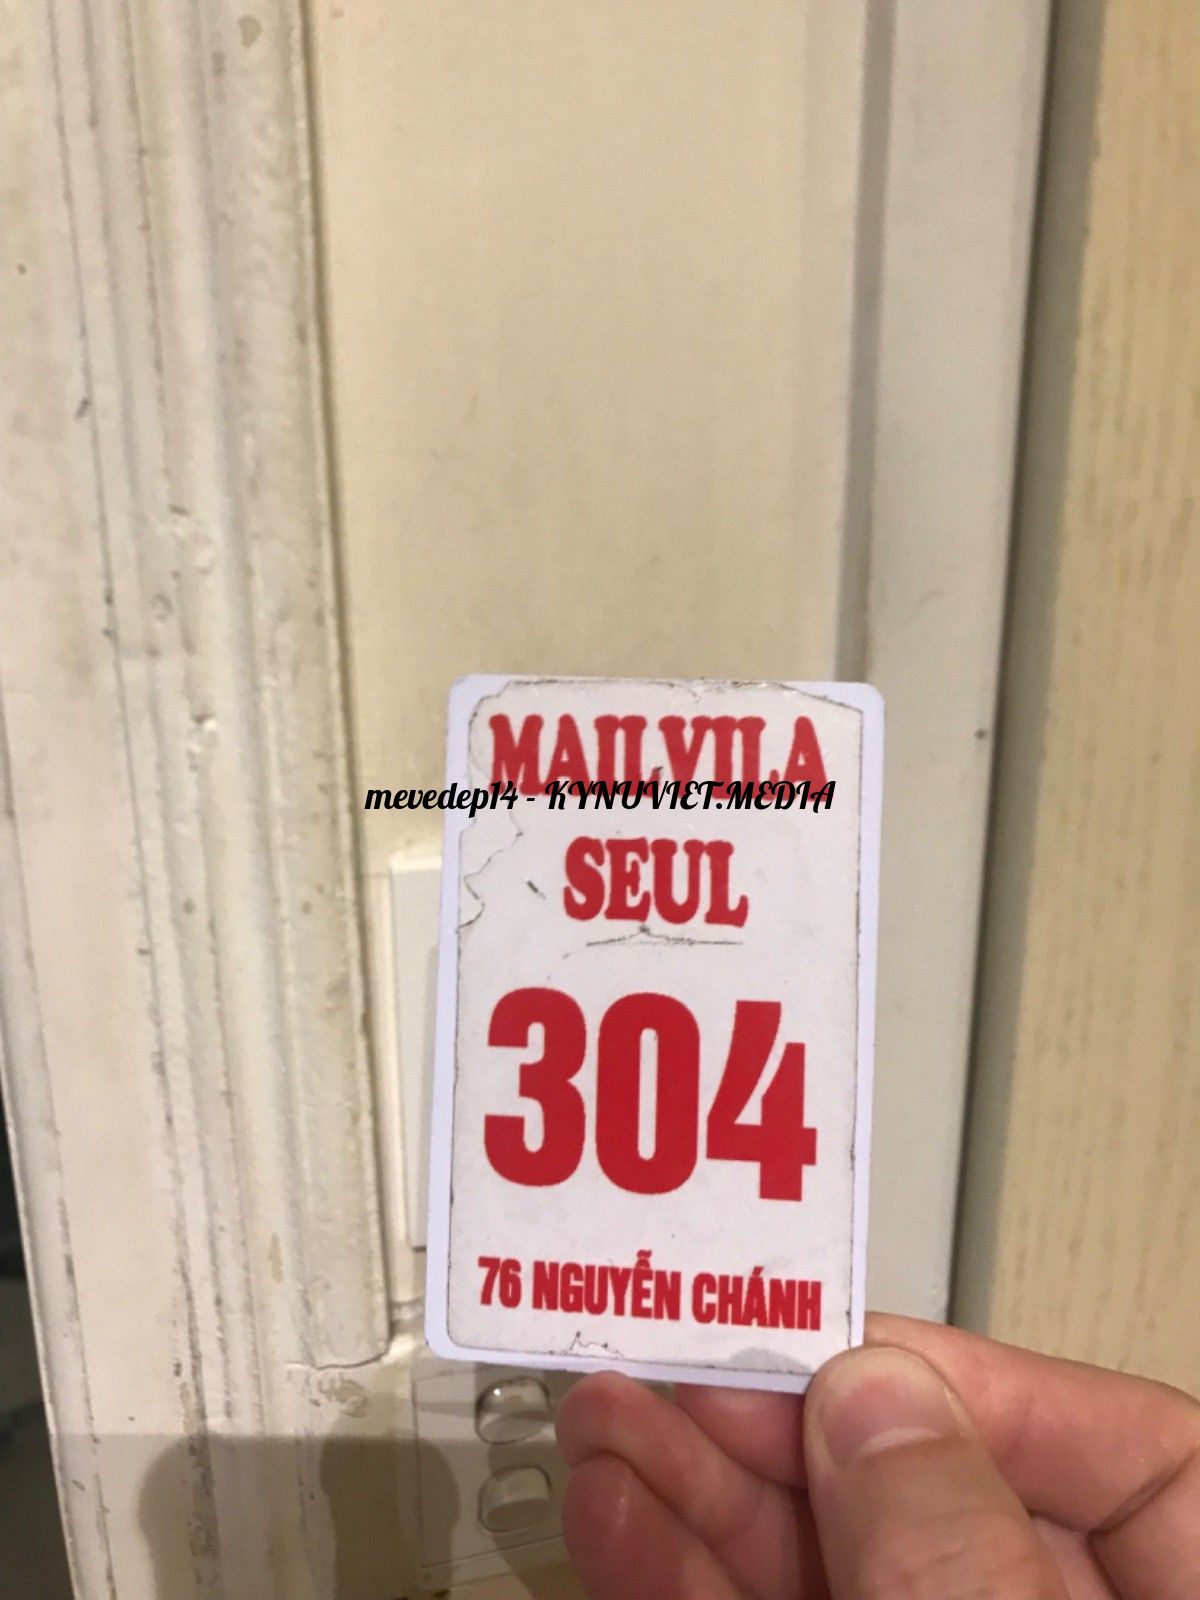 MAILVILA
mevedep14 - KYNUVIET.MEDIA
SEUL
304
76 NGUYỄN CHÁNH